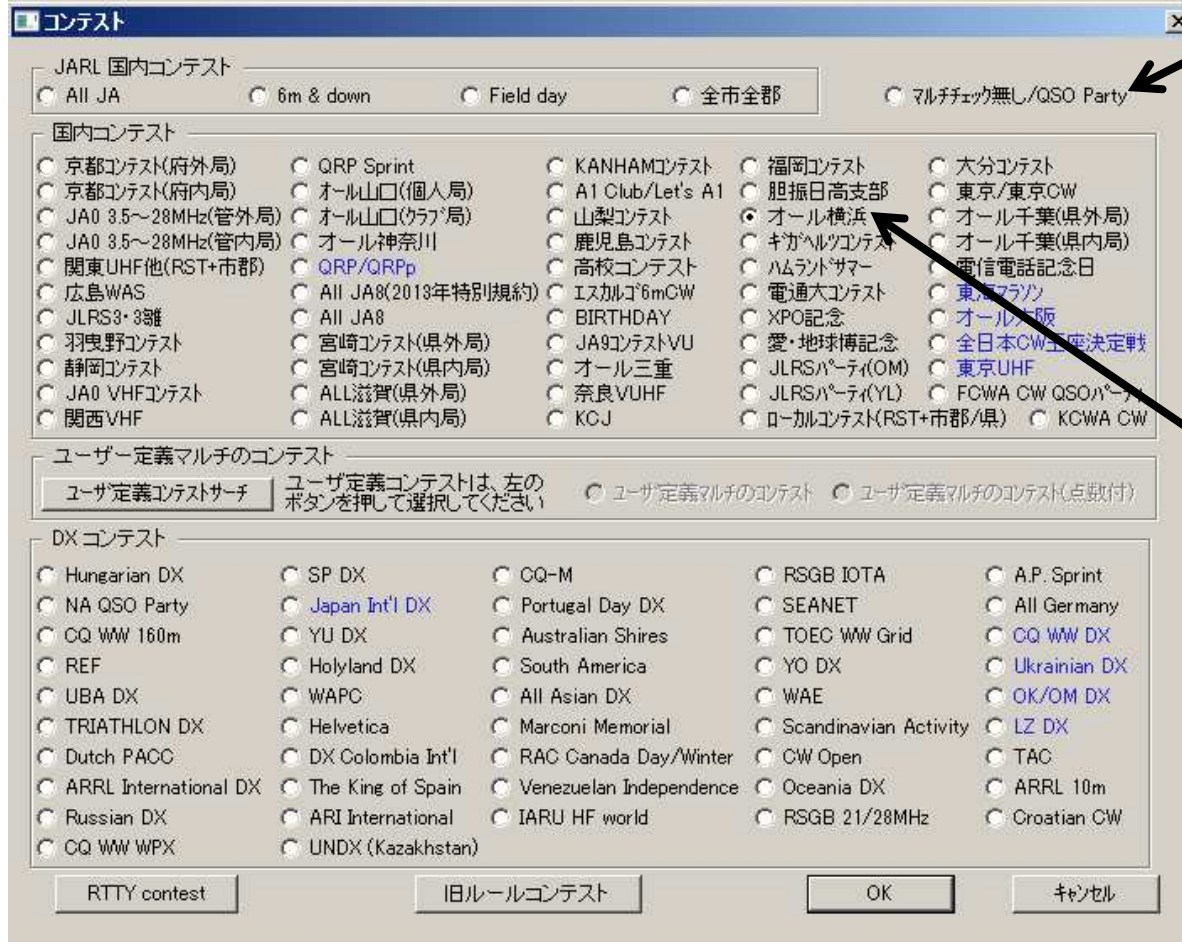 コンテスト
JARL 国内コンテスト
All JA 6m & down Field day 全市全郡 マルチチェック無し/QSO Party
国内コンテスト
京都コンテスト(府外局) QRP Sprint KANHAMコンテスト 福岡コンテスト 大分コンテスト
京都コンテスト(府内局) オール山口(個人局) A1 Club/Let's A1 胆振日高支部 東京/東京CW
JA0 3.5～28MHz(管外局) オール山口(クラブ局) 山梨コンテスト オール横浜 オール千葉(県外局)
JA0 3.5～28MHz(管内局) オール神奈川 鹿児島コンテスト ギガヘルツコンテスト オール千葉(県内局)
関東UHF他(RST+市郡) QRP/QRPp 高校コンテスト ハムランドサマー 電信電話記念日
広島WAS All JA8(2013年特別規約) エスカルゴ6mCW 電通大コンテスト 東海マラソン
JLRS3・3雛 All JA8 BIRTHDAY XPO記念 オール大阪
羽曳野コンテスト 宮崎コンテスト(県外局) JA9コンテストVU 愛・地球博記念 全日本CW王座決定戦
静岡コンテスト 宮崎コンテスト(県内局) オール三重 JLRSパーティ(OM) 東京UHF
JA0 VHFコンテスト ALL滋賀(県外局) 奈良VUHF JLRSパーティ(YL) FCWA CW QSOパーティ
関西VHF ALL滋賀(県内局) KCJ ローカルコンテスト(RST+市郡/県) KCWA CW
ユーザー定義マルチのコンテスト
ユーザ定義コンテストサーチ ユーザ定義コンテストは、左の
ボタンを押して選択してください ユーザ定義マルチのコンテスト ユーザ定義マルチのコンテスト(点数付)
DX コンテスト
Hungarian DX SP DX CQ-M RSGB IOTA A.P. Sprint
NA QSO Party Japan Int'l DX Portugal Day DX SEANET All Germany
CQ WW 160m YU DX Australian Shires TOEC WW Grid CQ WW DX
REF Holyland DX South America YO DX Ukrainian DX
UBA DX WAPC All Asian DX WAE OK/OM DX
TRIATHLON DX Helvetica Marconi Memorial Scandinavian Activity LZ DX
Dutch PACC DX Colombia Int'l RAC Canada Day/Winter CW Open TAC
ARRL International DX The King of Spain Venezuelan Independence Oceania DX ARRL 10m
Russian DX ARI International IARU HF world RSGB 21/28MHz Croatian CW
CQ WW WPX UNDX (Kazakhstan)
RTTY contest 旧ルールコンテスト OK キャンセル